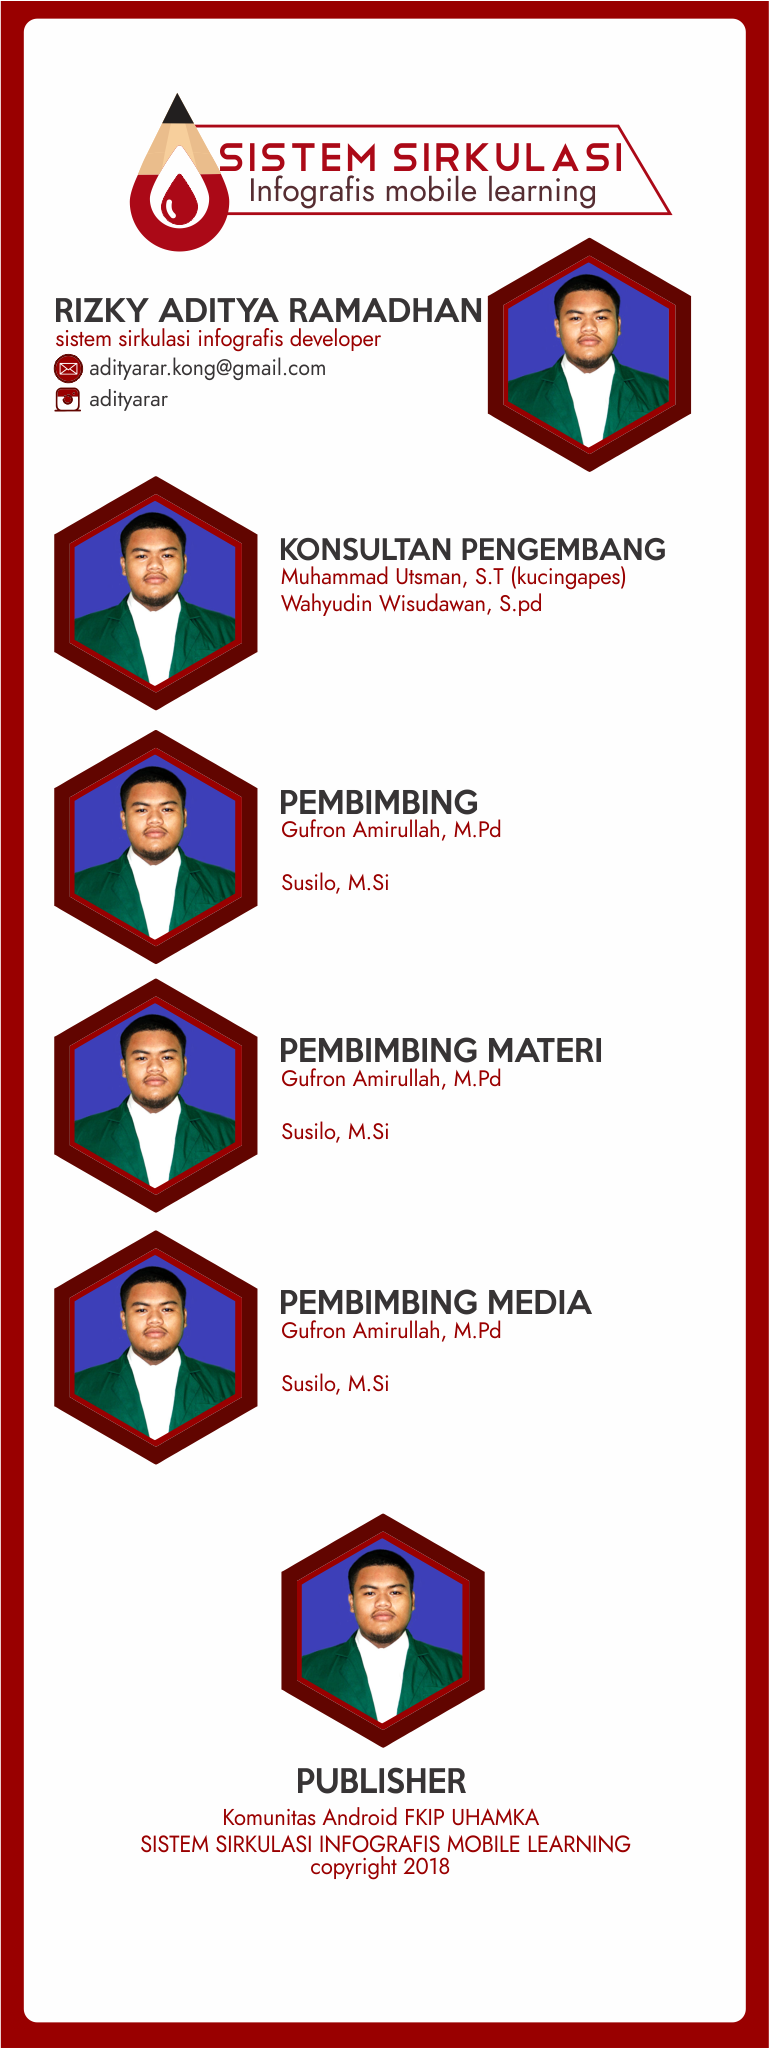 SISTEM SIRKULASI
Infografis mobile learning
RIZKY ADITYA RAMADHAN
sistem sirkulasi infografis developer
adityarar.kong@gmail.com
adityarar
KONSULTAN PENGEMBANG
Muhammad Utsman, S.T (kucingapes)
Wahyudin Wisudawan, S.pd
PEMBIMBING
Gufron Amirullah, M.Pd
Susilo, M.Si
PEMBIMBING MATERI
Gufron Amirullah, M.Pd
Susilo, M.Si
PEMBIMBING MEDIA
Gufron Amirullah, M.Pd
Susilo, M.Si
PUBLISHER
Komunitas Android FKIP UHAMKA
SISTEM SIRKULASI INFOGRAFIS MOBILE LEARNING
copyright 2018